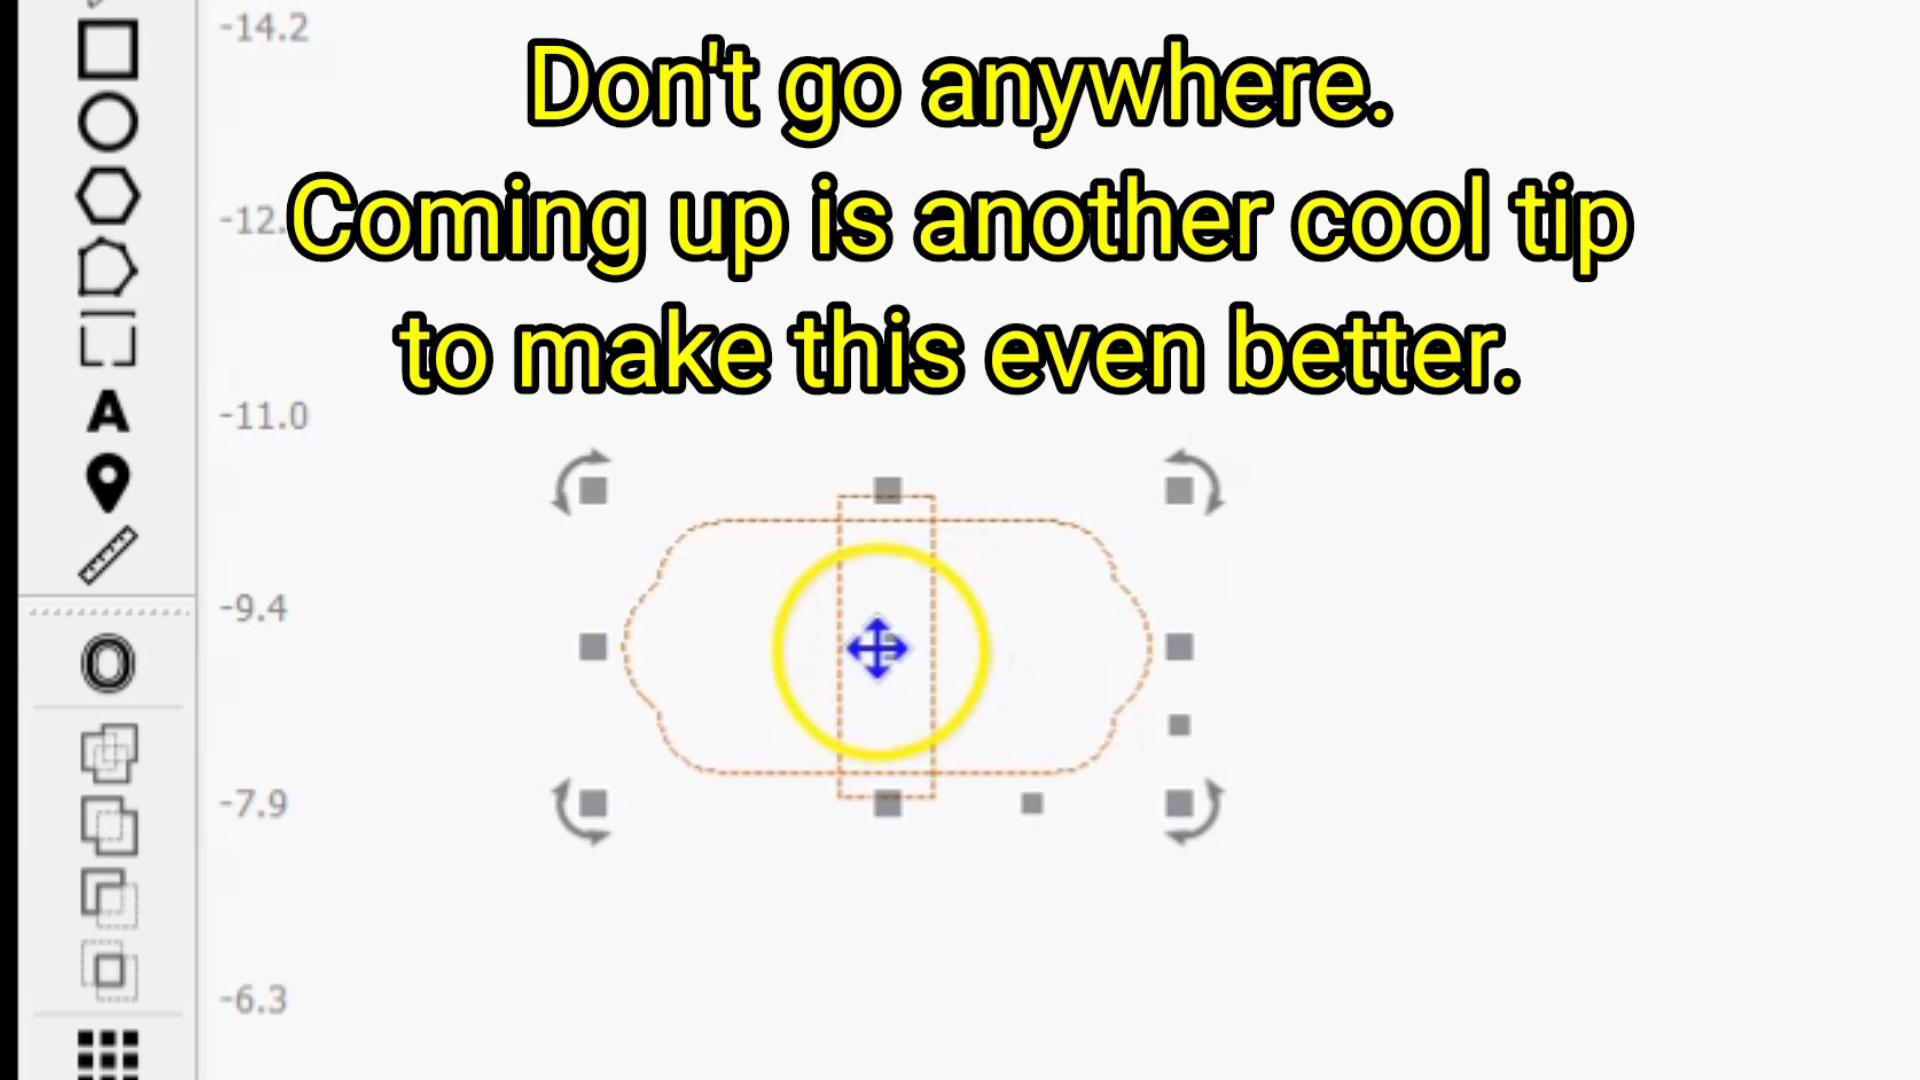 -14.2
Don't go anywhere.
-12.
Coming up is another cool tip
to make this even better.
-11.0
A
-9.4
-7.9
-6.3